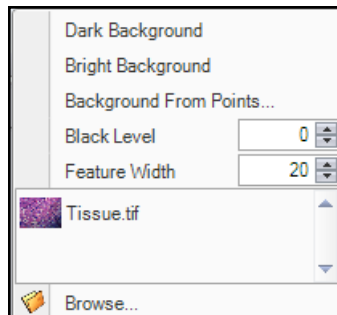 Dark Background
Bright Background
Background From Points...
Black Level 0
Feature Width 20
Tissue.tif
Browse...